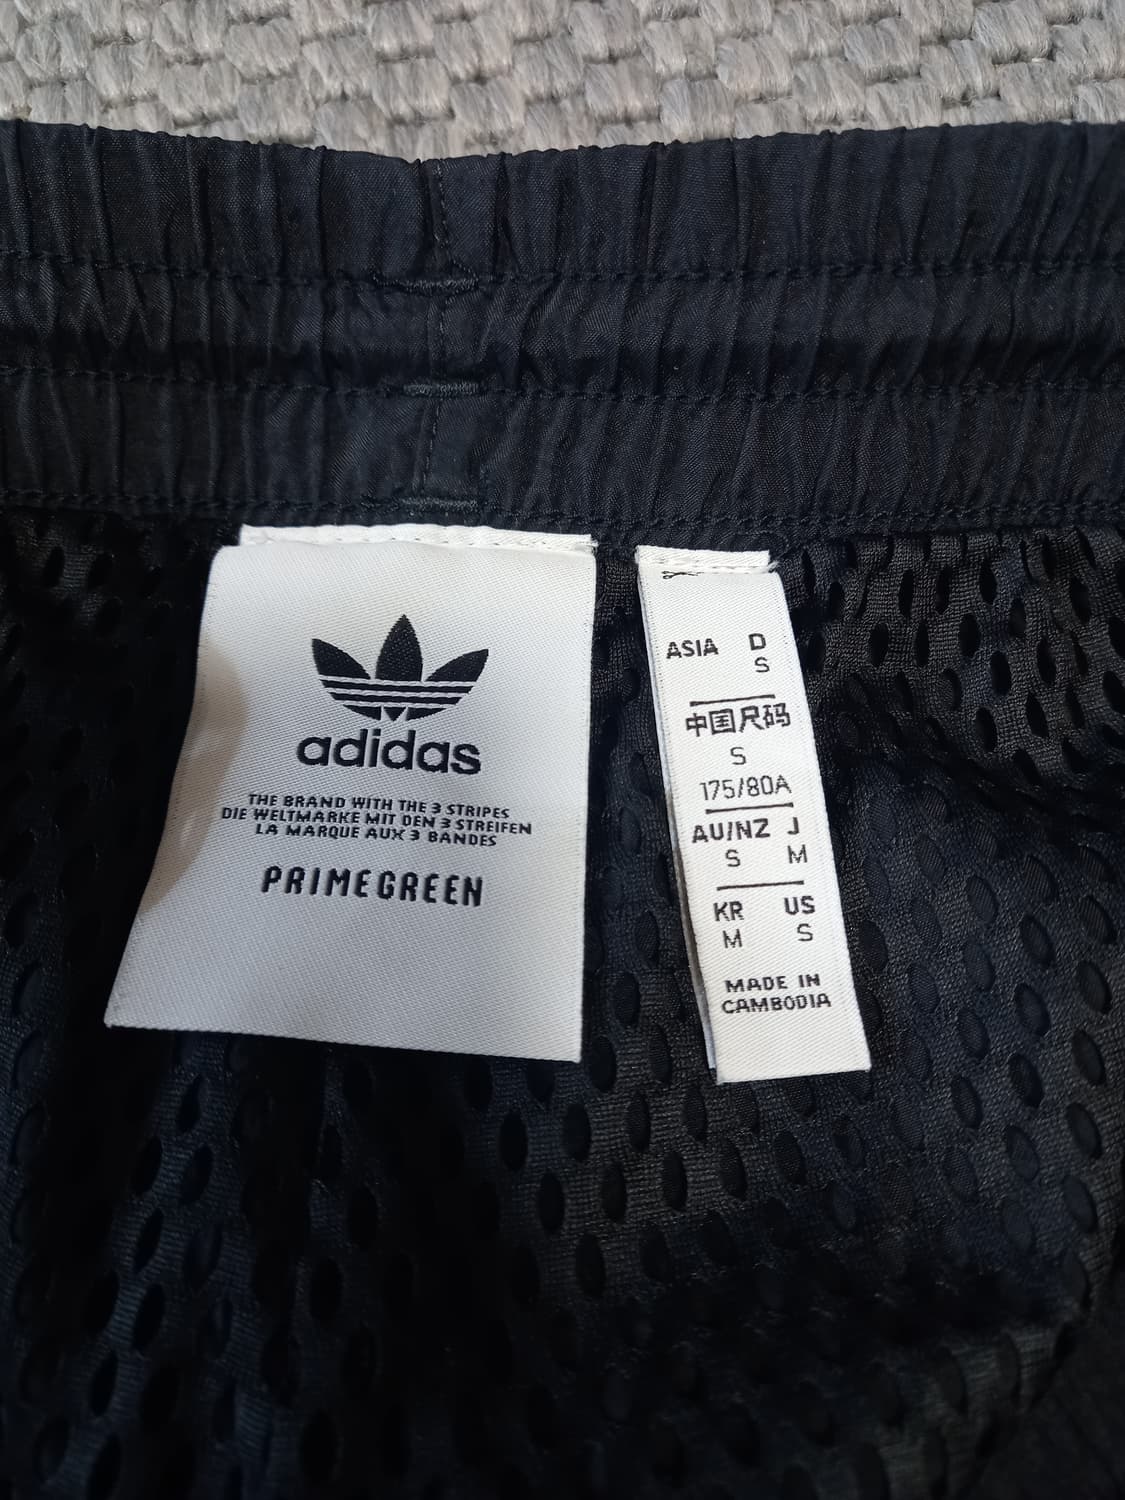 adidas
THE BRAND WITH THE 3 STRIPES
DIE WELTMARKE MIT DEN 3 STREIFEN
LA MARQUE AUX 3 BANDES
PRIMEGREEN
ASIA D
S
中国尺码
S
175/80A
AU/NZ J
S M
KR US
M S
MADE IN
CAMBODIA